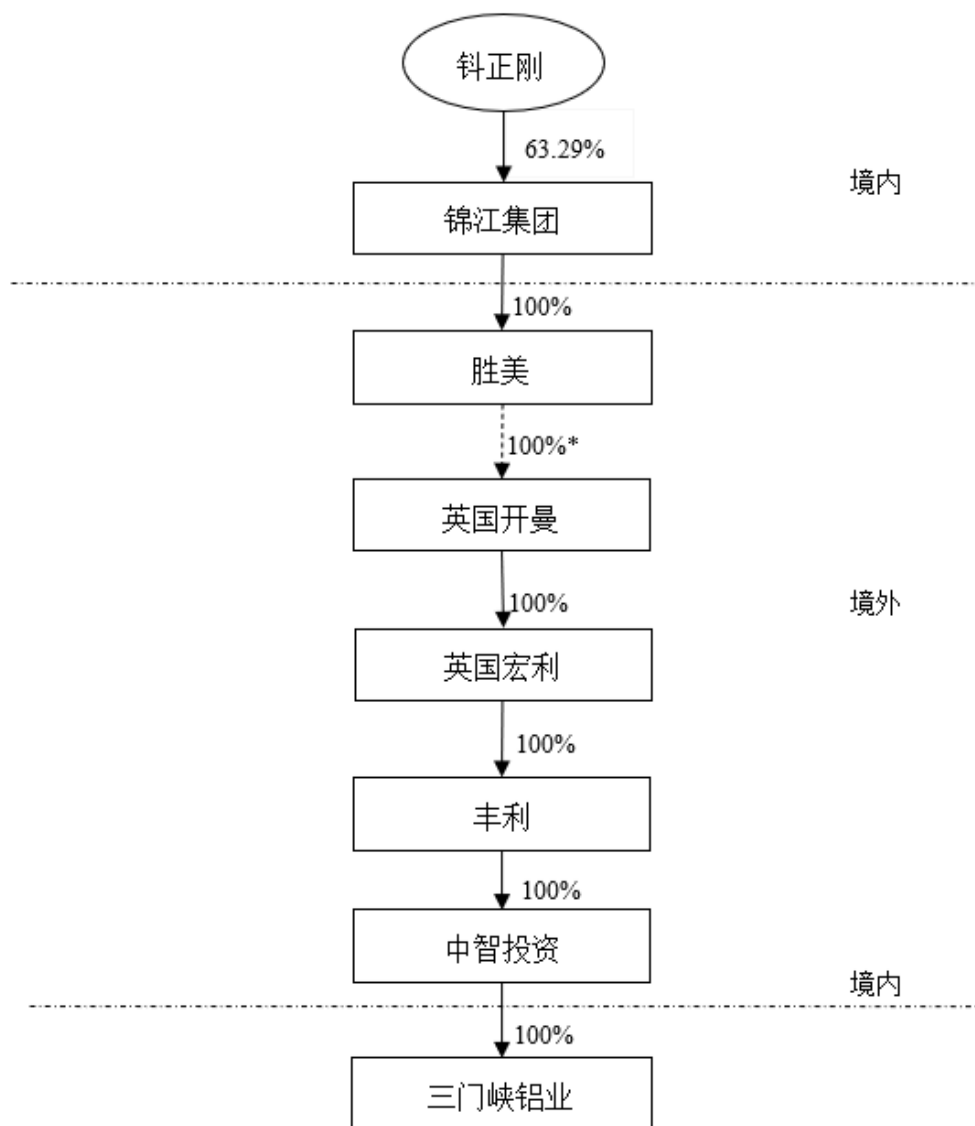 钭正刚
63.29%
境内
锦江集团
100%
胜美
100%*
英国开曼
100%
境外
英国宏利
100%
丰利
100%
中智投资
境内
100%
三门峡铝业